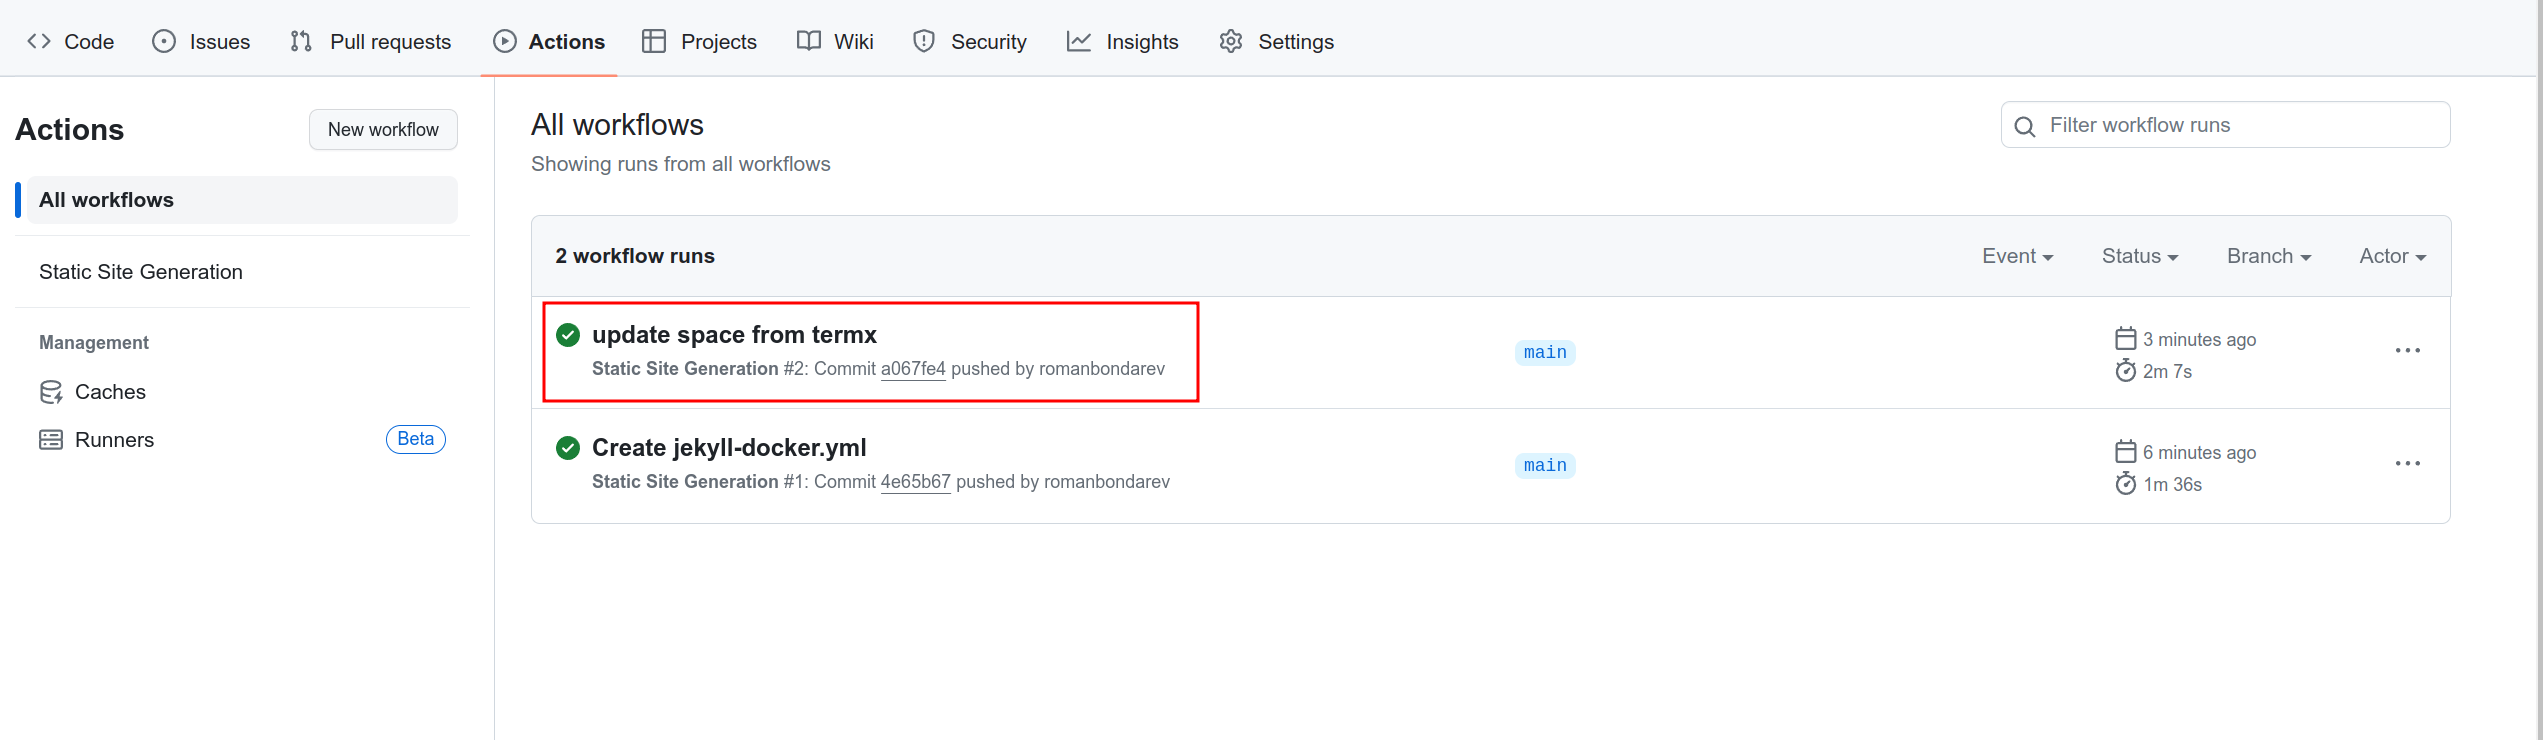 Code Issues Pull requests Actions Projects Wiki Security Insights Settings
Actions
New workflow
All workflows
Static Site Generation
Management
Caches
Runners Beta
All workflows
Showing runs from all workflows
Filter workflow runs
2 workflow runs Event Status Branch Actor
update space from termx
Static Site Generation #2: Commit a067fe4 pushed by romanbondarev
main
3 minutes ago
2m 7s
Create jekyll-docker.yml
Static Site Generation #1: Commit 4e65b67 pushed by romanbondarev
main
6 minutes ago
1m 36s